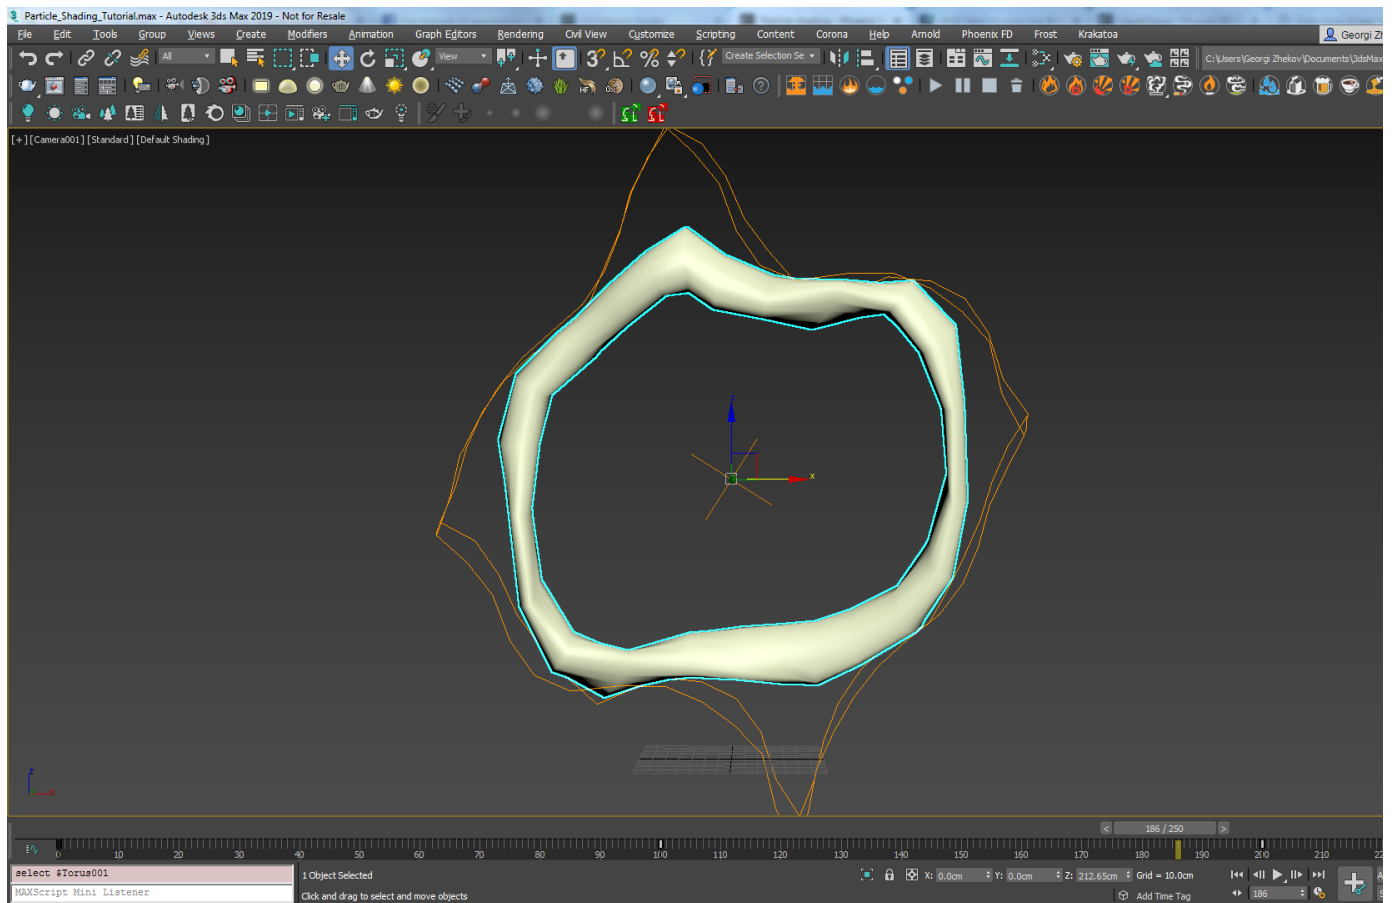 Particle_Shading_Tutorial.max - Autodesk 3ds Max 2019 - Not for Resale
File Edit Tools Group Views Create Modifiers Animation Graph Editors Rendering Civil View Customize Scripting Content Corona Help Arnold Phoenix FD Frost Krakatoa Georgi Zh
All View Create Selection Se C:\Users\Georgi Zhekov\Documents\3dsMax
[+] [Camera001] [Standard] [Default Shading]
z
x
z
x
< 186 / 250 >
0 10 20 30 40 50 60 70 80 90 100 110 120 130 140 150 160 170 180 190 200 210 22
select $Torus001 1 Object Selected X: 0.0cm Y: 0.0cm Z: 212.65cm Grid = 10.0cm
MAXScript Mini Listener Click and drag to select and move objects Add Time Tag 186